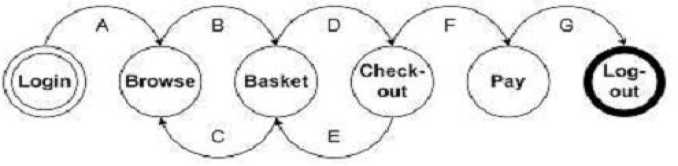 A
B
D
F
G
Login
Browse
Basket
Check-
out
Pay
Log-
out
C
E